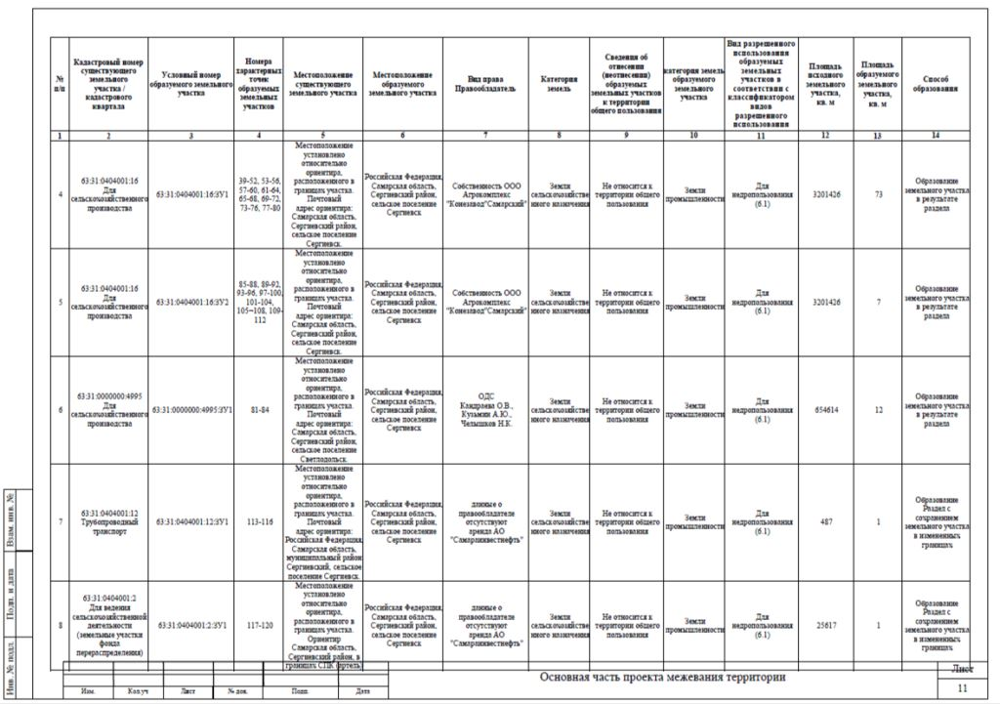 №
п/п
Кадастровый номер
существующего
земельного
участка /
кадастрового
квартала
Условный номер
образуемого земельного
участка
Номера
характерных
точек
образуемых
земельных
участков
Местоположение
существующего
земельного участка
Местоположение
образуемого
земельного участка
Вид права
Правообладатель
Категория
земель
Сведения об
отнесении
(неотнесении)
образуемых
земельных участков
к территории
общего пользования
категория земель
образуемого
земельного
участка
Вид разрешенного
использования
образуемых
земельных
участков в
соответствии с
классификатором
видов
разрешенного
использования
Площадь
исходного
земельного
участка,
кв. м
Площадь
образуемого
земельного
участка,
кв. м
Способ
образования
1 2 3 4 5 6 7 8 9 10 11 12 13 14
4
63:31:0404001:16
Для
сельскохозяйственного
производства
63:31:0404001:16:ЗУ1
39-52, 53-56,
57-60, 61-64,
65-68, 69-72,
73-76, 77-80
Местоположение
установлено
относительно
ориентира,
расположенного в
границах участка.
Почтовый
адрес ориентира:
Самарская область,
Сергиевский район,
сельское поселение
Сергиевск.
Российская Федерация,
Самарская область,
Сергиевский район,
сельское поселение
Сергиевск
Собственность ООО
Агрокомплекс
"Конезавод"Самарский"
Земли
сельскохозяйстве
нного назначения
Не относится к
территории общего
пользования
Земли
промышленности
Для
недропользования
(6.1)
3201426
73
Образование
земельного участка
в результате
раздела
5
63:31:0404001:16
Для
сельскохозяйственного
производства
63:31:0404001:16:ЗУ2
85-88, 89-92,
93-96, 97-100,
101-104,
105-108, 109-
112
Местоположение
установлено
относительно
ориентира,
расположенного в
границах участка.
Почтовый
адрес ориентира:
Самарская область,
Сергиевский район,
сельское поселение
Сергиевск.
Российская Федерация,
Самарская область,
Сергиевский район,
сельское поселение
Сергиевск
Собственность ООО
Агрокомплекс
"Конезавод"Самарский"
Земли
сельскохозяйстве
нного назначения
Не относится к
территории общего
пользования
Земли
промышленности
Для
недропользования
(6.1)
3201426
7
Образование
земельного участка
в результате
раздела
6
63:31:0000000:4995
Для
сельскохозяйственного
производства
63:31:0000000:4995:ЗУ1
81-84
Местоположение
установлено
относительно
ориентира,
расположенного в
границах участка.
Почтовый
адрес ориентира:
Самарская область,
Сергиевский район,
сельское поселение
Светлодольск.
Российская Федерация,
Самарская область,
Сергиевский район,
сельское поселение
Сергиевск
ОДС
Кандраева О.В.,
Кузьмин А.Ю.,
Челышков Н.К.
Земли
сельскохозяйстве
нного назначения
Не относится к
территории общего
пользования
Земли
промышленности
Для
недропользования
(6.1)
654614
12
Образование
земельного участка
в результате
раздела
7
63:31:0404001:12
Трубопроводный
транспорт
63:31:0404001:12:ЗУ1
113-116
Местоположение
установлено
относительно
ориентира,
расположенного в
границах участка.
Почтовый
адрес ориентира:
Российская Федерация,
Самарская область,
муниципальный район
Сергиевский, сельское
поселение Сергиевск.
Российская Федерация,
Самарская область,
Сергиевский район,
сельское поселение
Сергиевск
данные о
правообладателе
отсутствуют
аренда АО
"Самараинвестнефть"
Земли
сельскохозяйстве
нного назначения
Не относится к
территории общего
пользования
Земли
промышленности
Для
недропользования
(6.1)
487
1
Образование
Раздел с
сохранением
земельного участка
в измененных
границах
8
63:31:0404001:2
Для ведения
сельскохозяйственной
деятельности
(земельные участки
фонда
перераспределения)
63:31:0404001:2:ЗУ1
117-120
Местоположение
установлено
относительно
ориентира,
расположенного в
границах участка.
Ориентир
Самарская область,
Сергиевский район, в
границах СПК (артель)
Российская Федерация,
Самарская область,
Сергиевский район,
сельское поселение
Сергиевск
данные о
правообладателе
отсутствуют
аренда АО
"Самараинвестнефть"
Земли
сельскохозяйстве
нного назначения
Не относится к
территории общего
пользования
Земли
промышленности
Для
недропользования
(6.1)
25617
1
Образование
Раздел с
сохранением
земельного участка
в измененных
границах
Взам. инв. №
Подп. и дата
Инв. № подл.
Изм. Кол.уч Лист № док. Подп. Дата
Основная часть проекта межевания территории
Лист
11